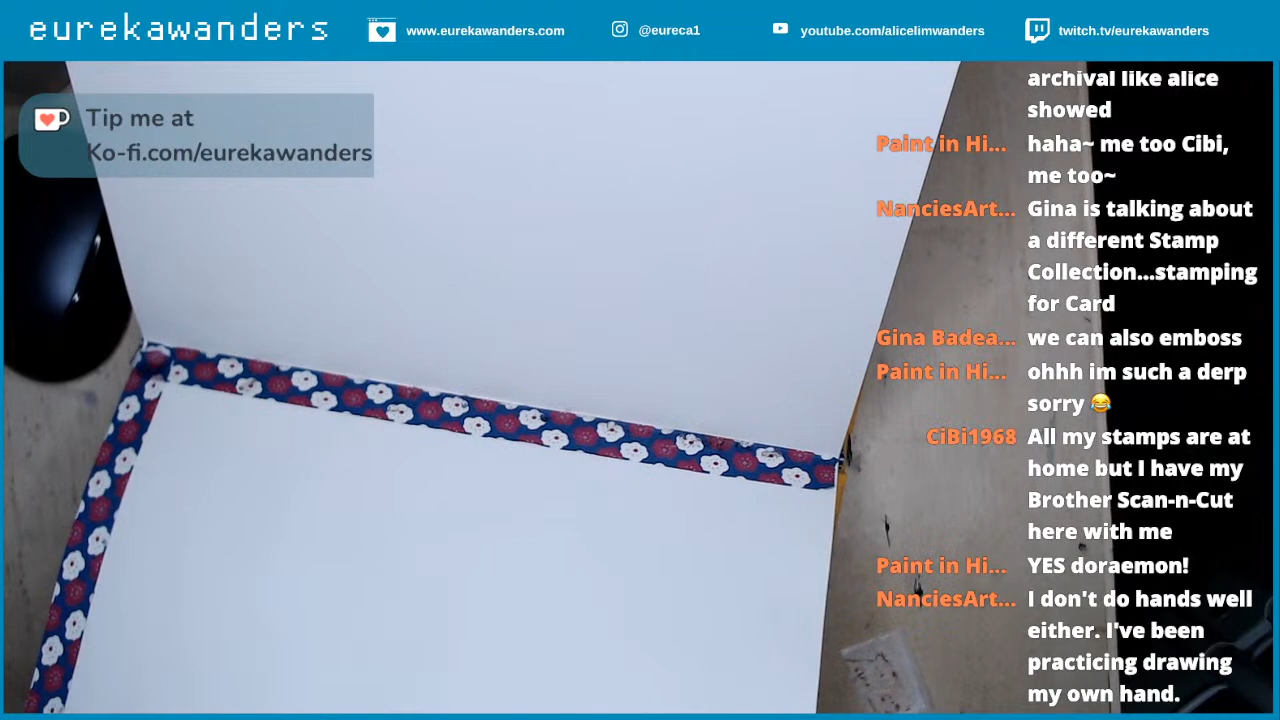 eurekawanders
www.eurekawanders.com
@eureca1
youtube.com/alicelimwanders
twitch.tv/eurekawanders
Tip me at
Ko-fi.com/eurekawanders
archival like alice
showed
Paint in Hi... haha~ me too Cibi,
me too~
NanciesArt... Gina is talking about
a different Stamp
Collection...stamping
for Card
Gina Badea... we can also emboss
Paint in Hi... ohhh im such a derp
sorry 😂
CiBi1968 All my stamps are at
home but I have my
Brother Scan-n-Cut
here with me
Paint in Hi... YES doraemon!
NanciesArt... I don't do hands well
either. I've been
practicing drawing
my own hand.